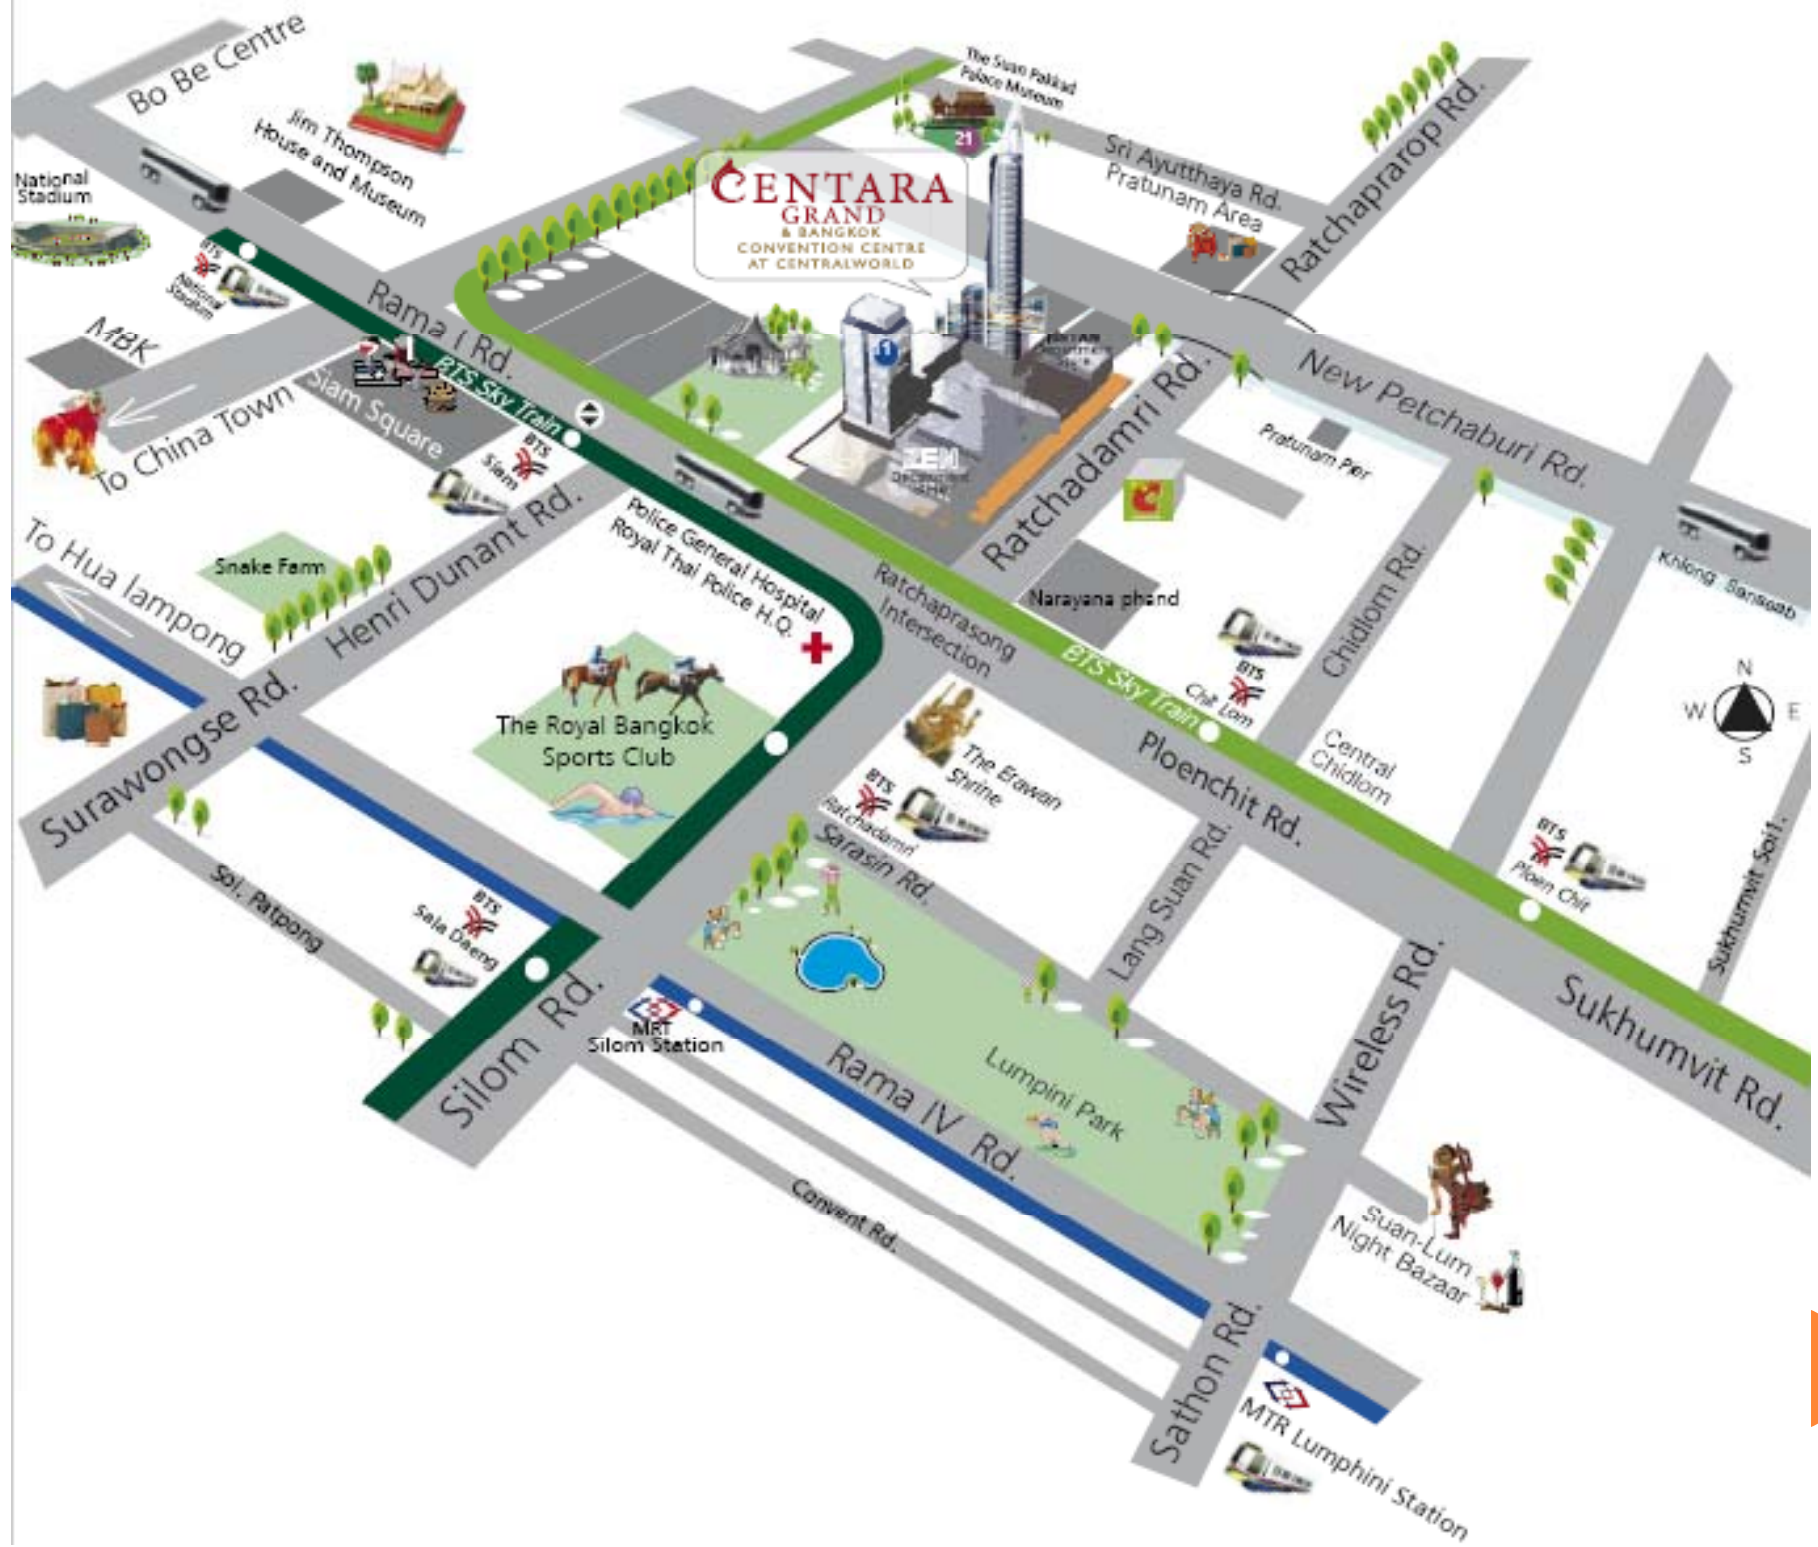 Bo Be Centre
Jim Thompson
House and Museum
National
Stadium
BTS
National
Stadium
MBK
To China Town
Rama I Rd.
BTS Sky Train
Siam Square
BTS
Siam
The Suan Pakkad
Palace Museum
21
CENTARA
GRAND
& BANGKOK
CONVENTION CENTRE
AT CENTRALWORLD
Sri Ayutthaya Rd.
Pratunam Area
Ratchaprarop Rd.
1
ZEN
Ratchadamri Rd.
New Petchaburi Rd.
Pratunam Pier
Khlong Sansab
To Hua lampong
Snake Farm
Henri Dunant Rd.
Surawongse Rd.
Police General Hospital
Royal Thai Police H.Q.
Ratchaprasong
Intersection
Narayana phand
BTS Sky Train
BTS
Chit Lom
Chidlom Rd.
Central
Chidlom
N
W
E
S
The Royal Bangkok
Sports Club
The Erawan
Shrine
BTS
Ratchadamri
Sarasin Rd.
Ploenchit Rd.
Lang Suan Rd.
BTS
Ploen Chit
Sukhumvit Soi1.
Sukhumvit Rd.
Wireless Rd.
Soi. Patpong
BTS
Sala Daeng
Silom Rd.
MRT
Silom Station
Rama IV Rd.
Lumpini Park
Convent Rd.
Suan-Lum
Night Bazaar
Sathon Rd.
MTR Lumphini Station